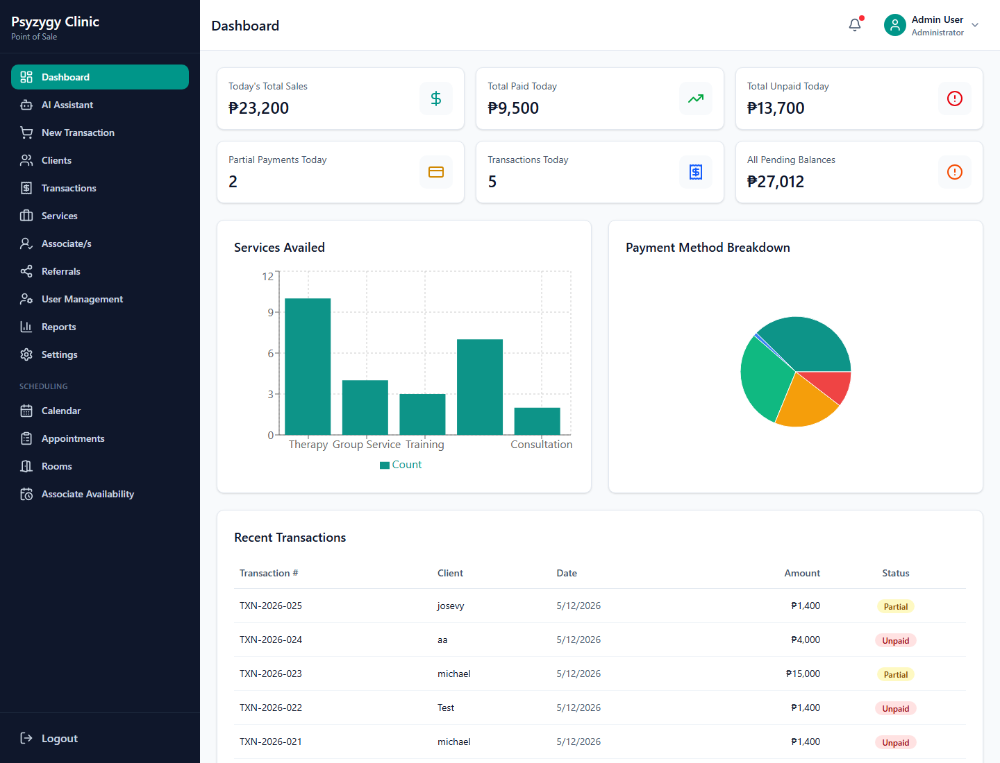 Psyzygy Clinic
Point of Sale
Dashboard
AI Assistant
New Transaction
Clients
Transactions
Services
Associate/s
Referrals
User Management
Reports
Settings
SCHEDULING
Calendar
Appointments
Rooms
Associate Availability
Logout
Dashboard
Admin User
Administrator
Today's Total Sales
₱23,200
Total Paid Today
₱9,500
Total Unpaid Today
₱13,700
Partial Payments Today
2
Transactions Today
5
All Pending Balances
₱27,012
Services Availed
12
9
6
3
0
Therapy Group Service Training Consultation
Count
Payment Method Breakdown
Recent Transactions
Transaction # Client Date Amount Status
TXN-2026-025 josevy 5/12/2026 ₱1,400 Partial
TXN-2026-024 aa 5/12/2026 ₱4,000 Unpaid
TXN-2026-023 michael 5/12/2026 ₱15,000 Partial
TXN-2026-022 Test 5/12/2026 ₱1,400 Unpaid
TXN-2026-021 michael 5/12/2026 ₱1,400 Unpaid